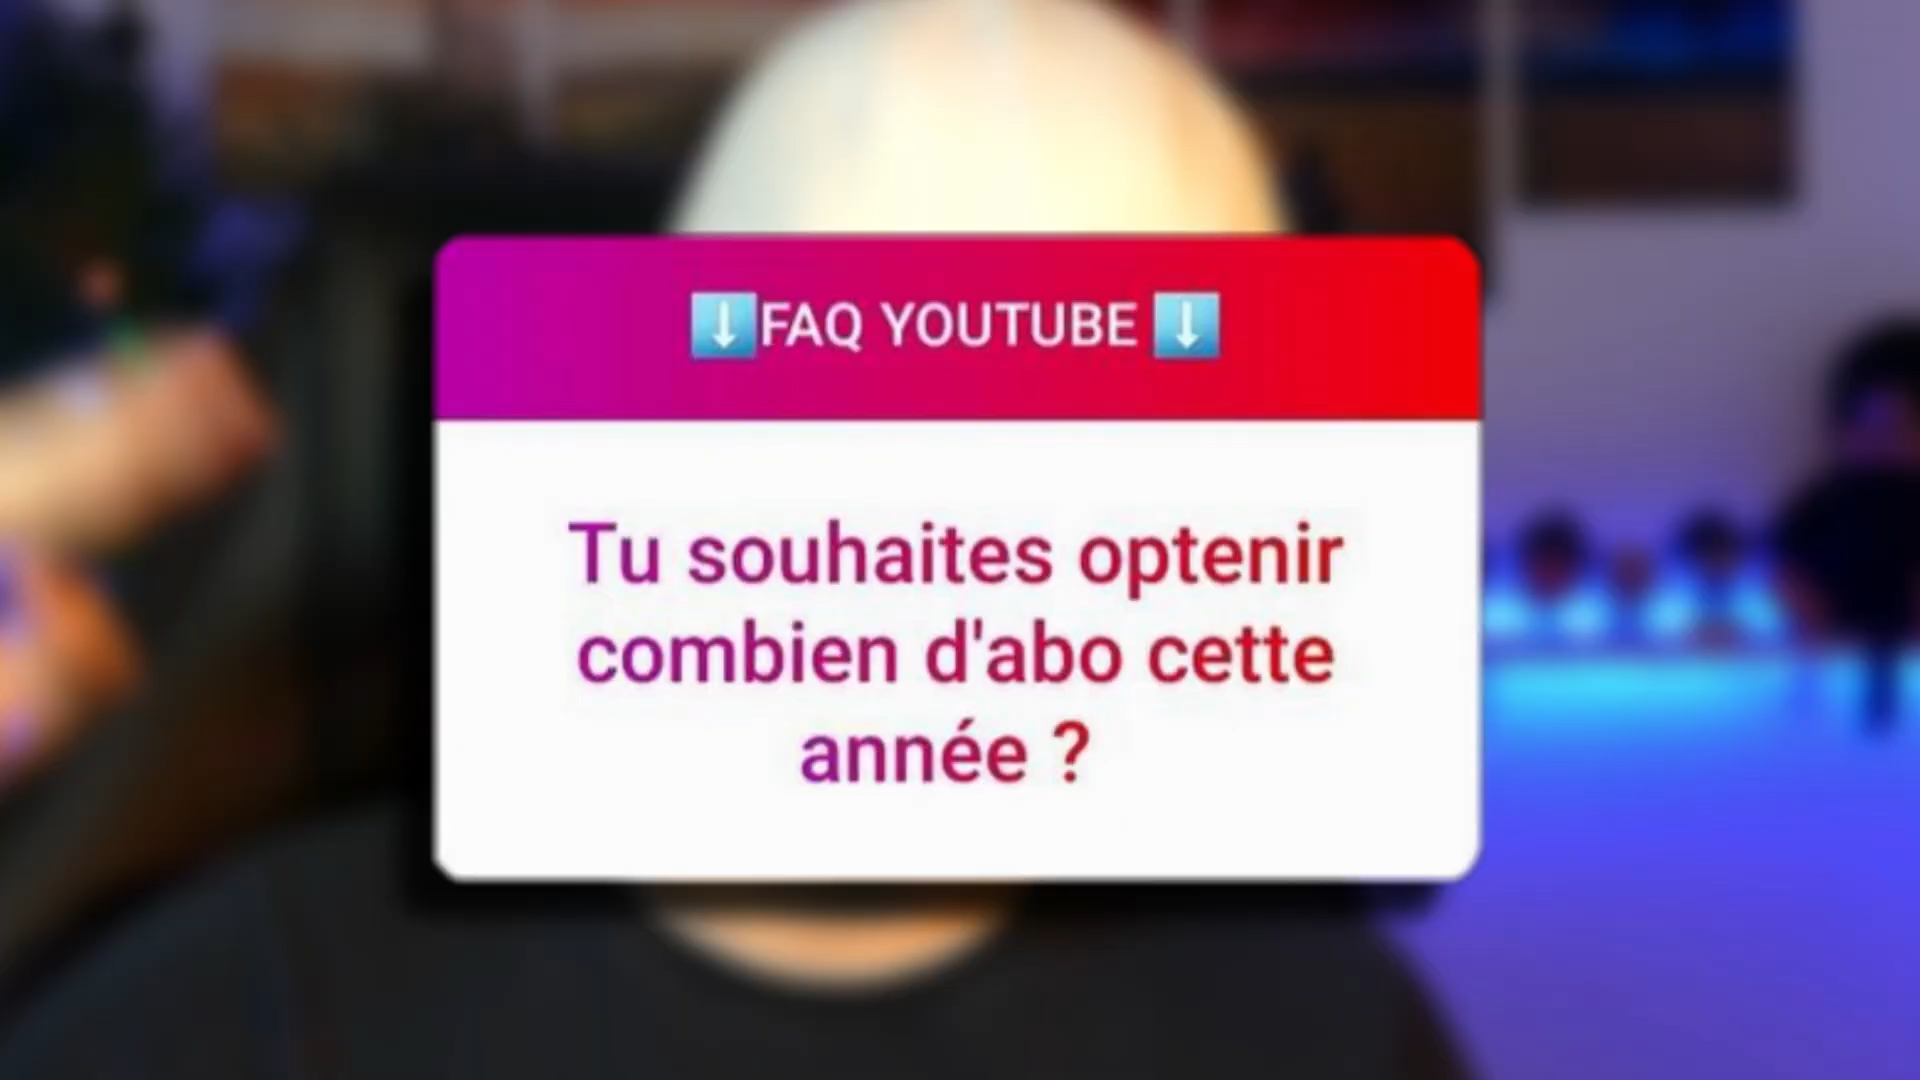 ⬇️FAQ YOUTUBE ⬇️
Tu souhaites optenir
combien d'abo cette
année ?